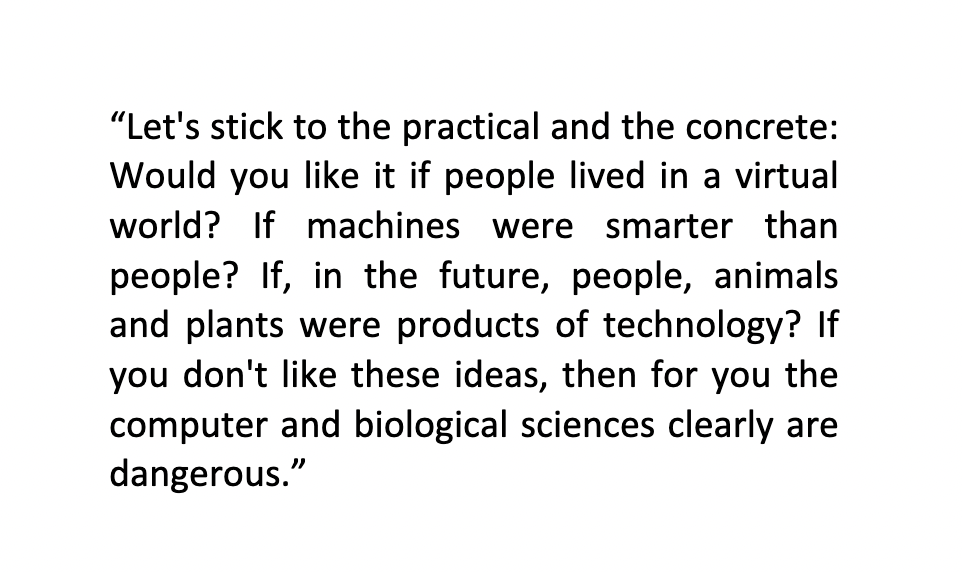 “Let's stick to the practical and the concrete:
Would you like it if people lived in a virtual
world? If machines were smarter than
people? If, in the future, people, animals
and plants were products of technology? If
you don't like these ideas, then for you the
computer and biological sciences clearly are
dangerous.”